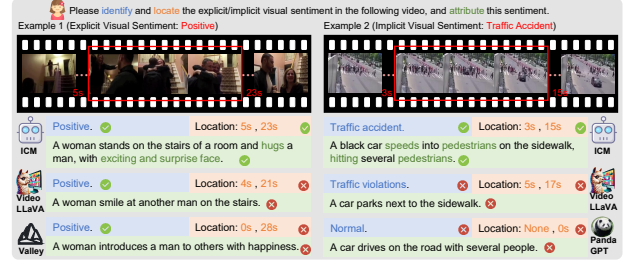 Please identify and locate the explicit/implicit visual sentiment in the following video, and attribute this sentiment.
Example 1 (Explicit Visual Sentiment: Positive)
5s
23s
ICM
Positive.
Location: 5s , 23s
A woman stands on the stairs of a room and hugs a
man, with exciting and surprise face.
Video
LLaVA
Positive.
Location: 4s , 21s
A woman smile at another man on the stairs.
Valley
Positive.
Location: 0s , 28s
A woman introduces a man to others with happiness.
Example 2 (Implicit Visual Sentiment: Traffic Accident)
3s
15s
Traffic accident.
Location: 3s , 15s
ICM
A black car speeds into pedestrians on the sidewalk,
hitting several pedestrians.
Traffic violations.
Location: 5s , 17s
Video
LLaVA
A car parks next to the sidewalk.
Normal.
Location: None , 0s
Panda
GPT
A car drives on the road with several people.